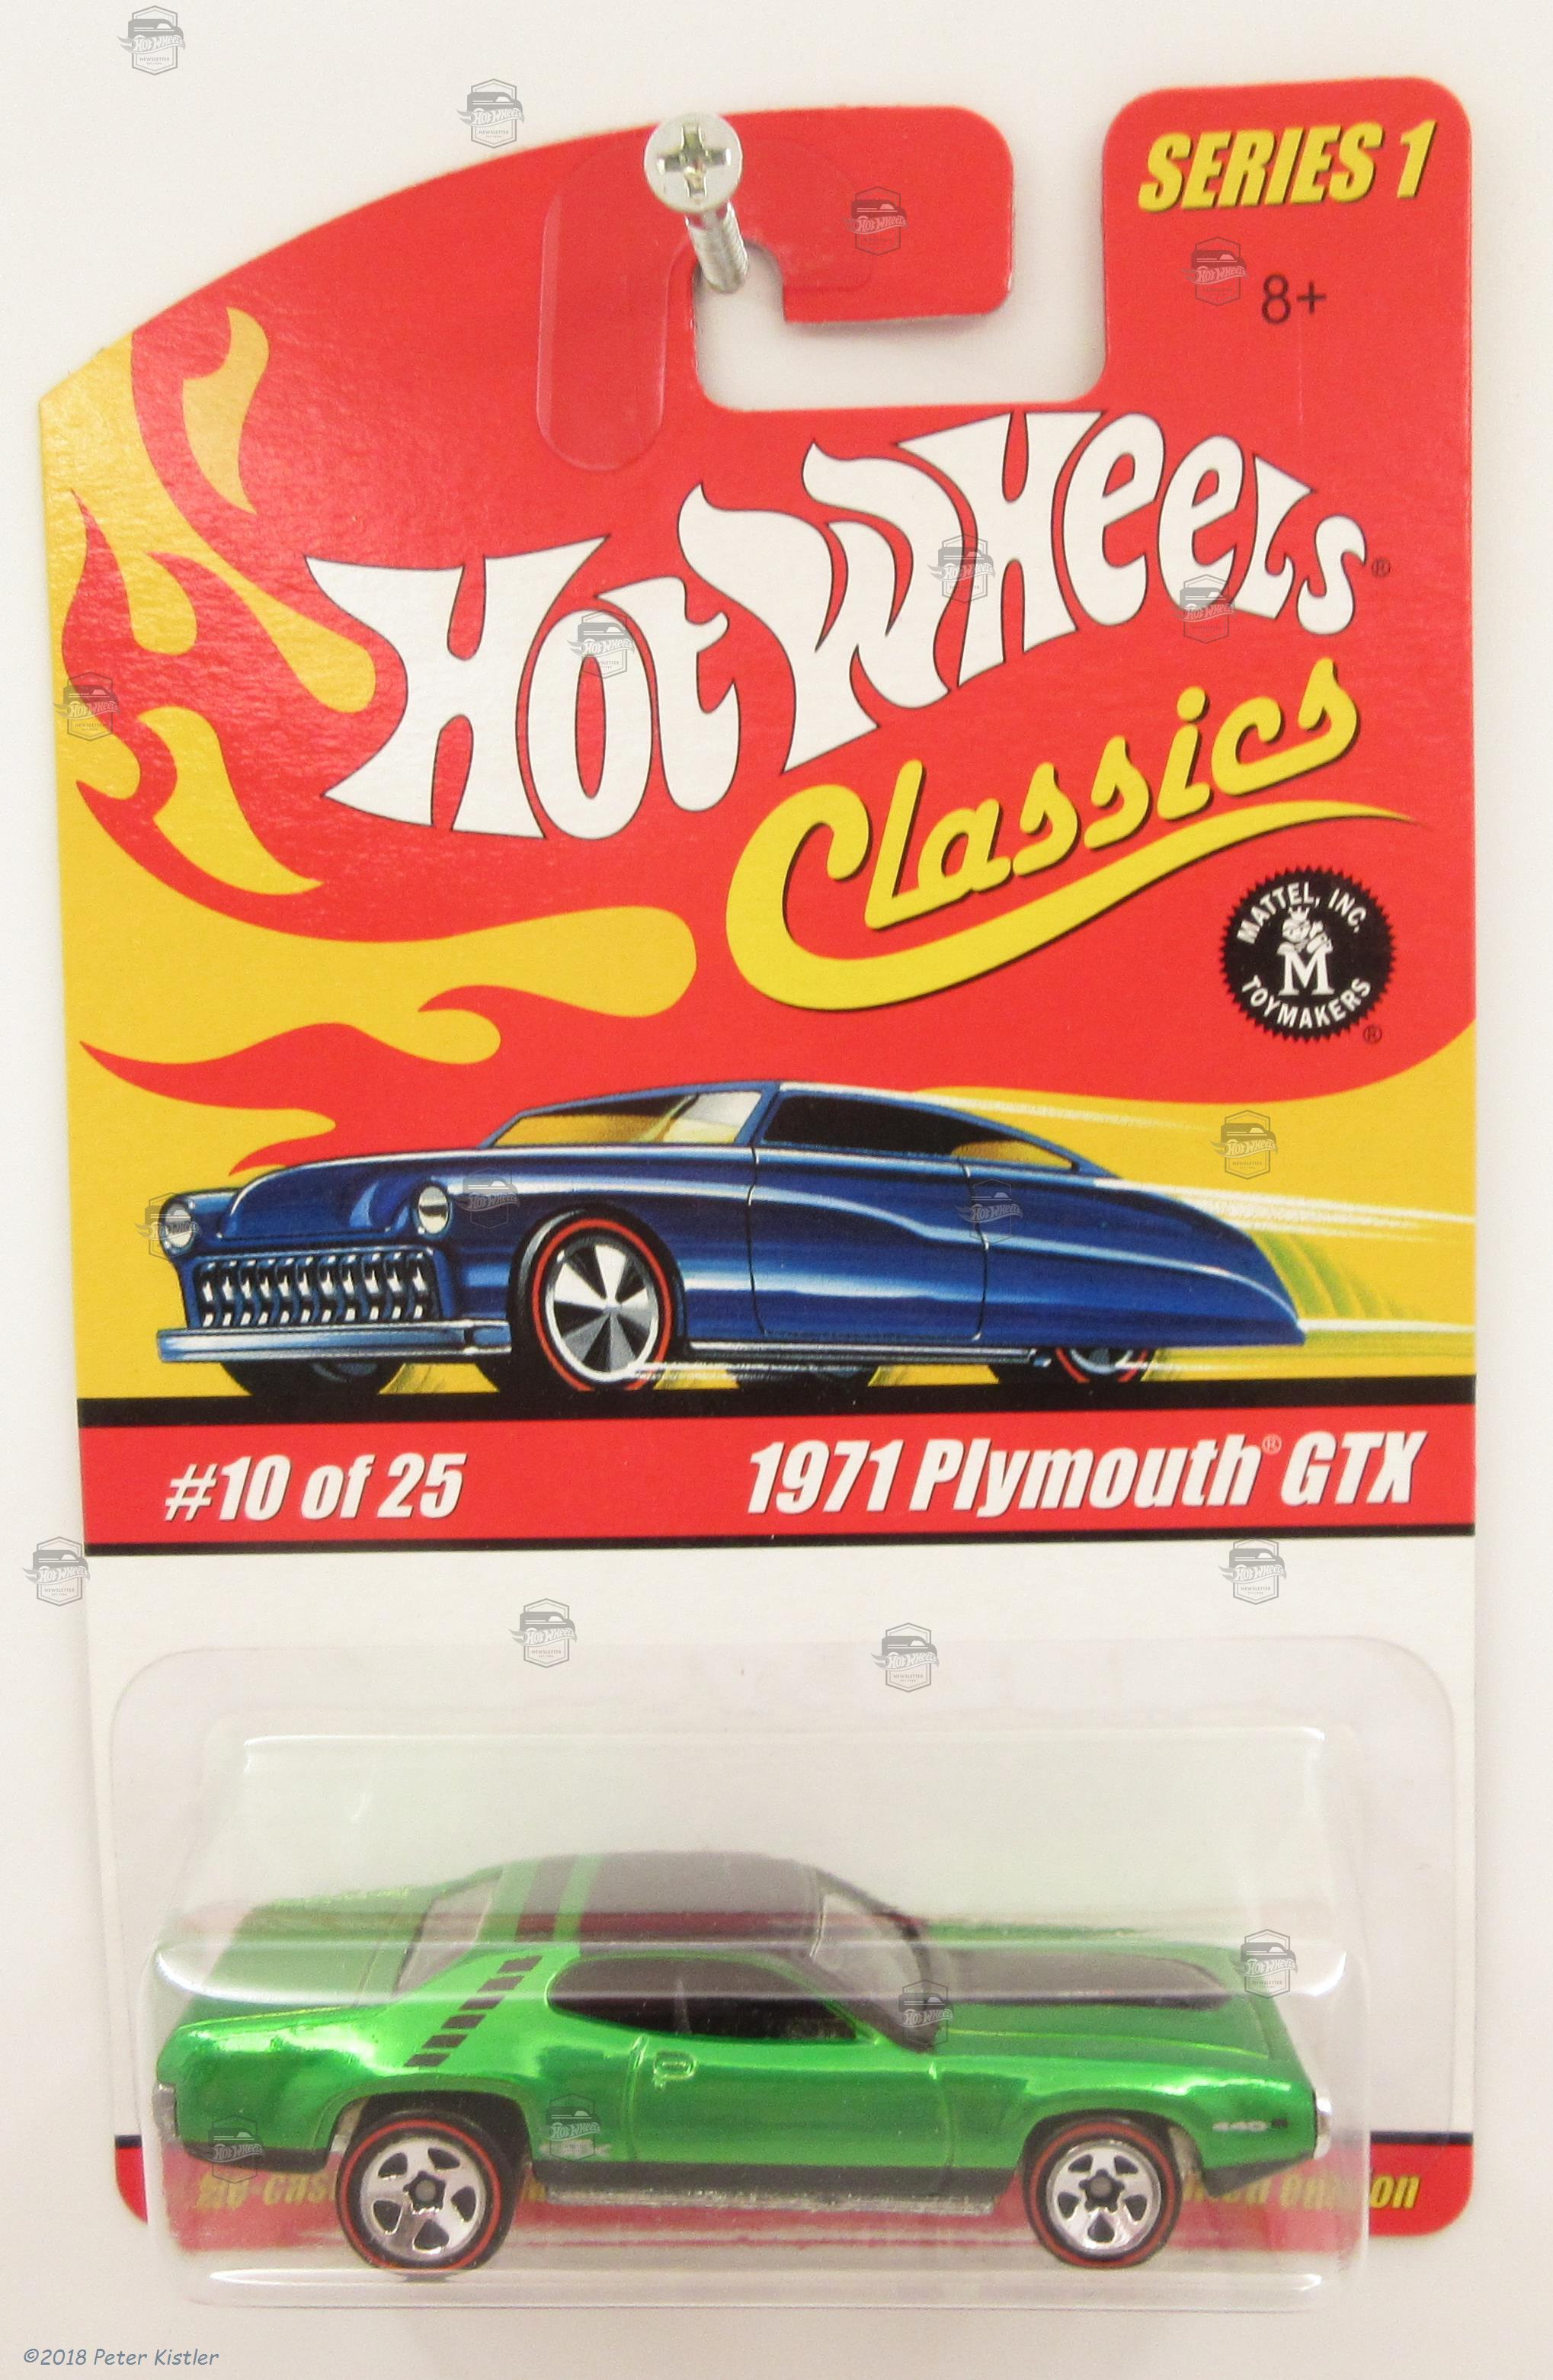 SERIES 1
8+
Hot Wheels®
Classics
MATTEL, INC.
M
TOYMAKERS
®
#10 of 25
1971 Plymouth® GTX
440
©2018 Peter Kistler